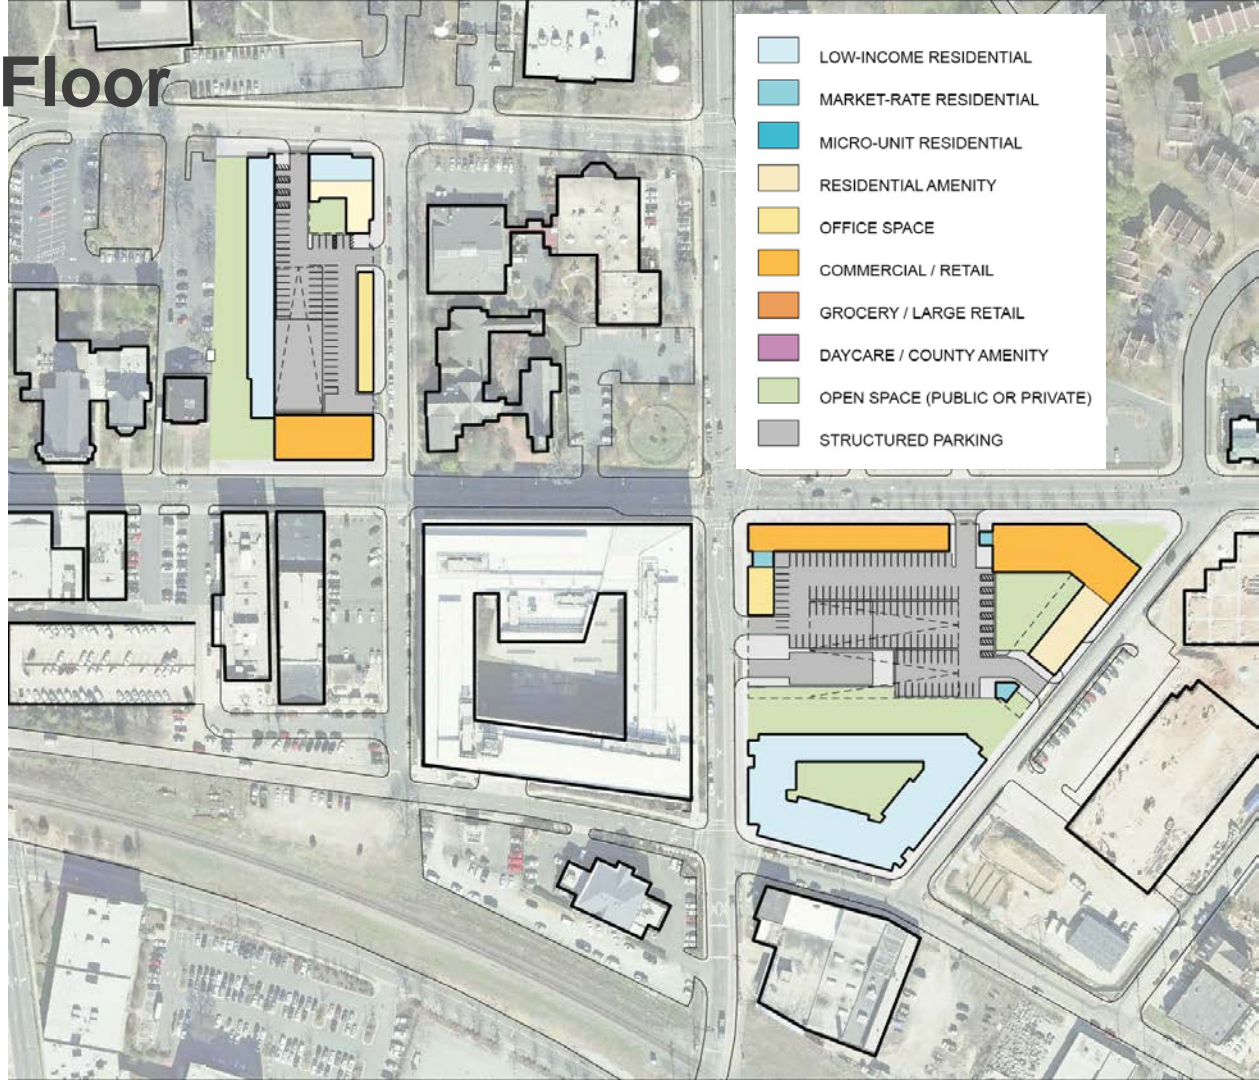 Floor
LOW-INCOME RESIDENTIAL
MARKET-RATE RESIDENTIAL
MICRO-UNIT RESIDENTIAL
RESIDENTIAL AMENITY
OFFICE SPACE
COMMERCIAL / RETAIL
GROCERY / LARGE RETAIL
DAYCARE / COUNTY AMENITY
OPEN SPACE (PUBLIC OR PRIVATE)
STRUCTURED PARKING